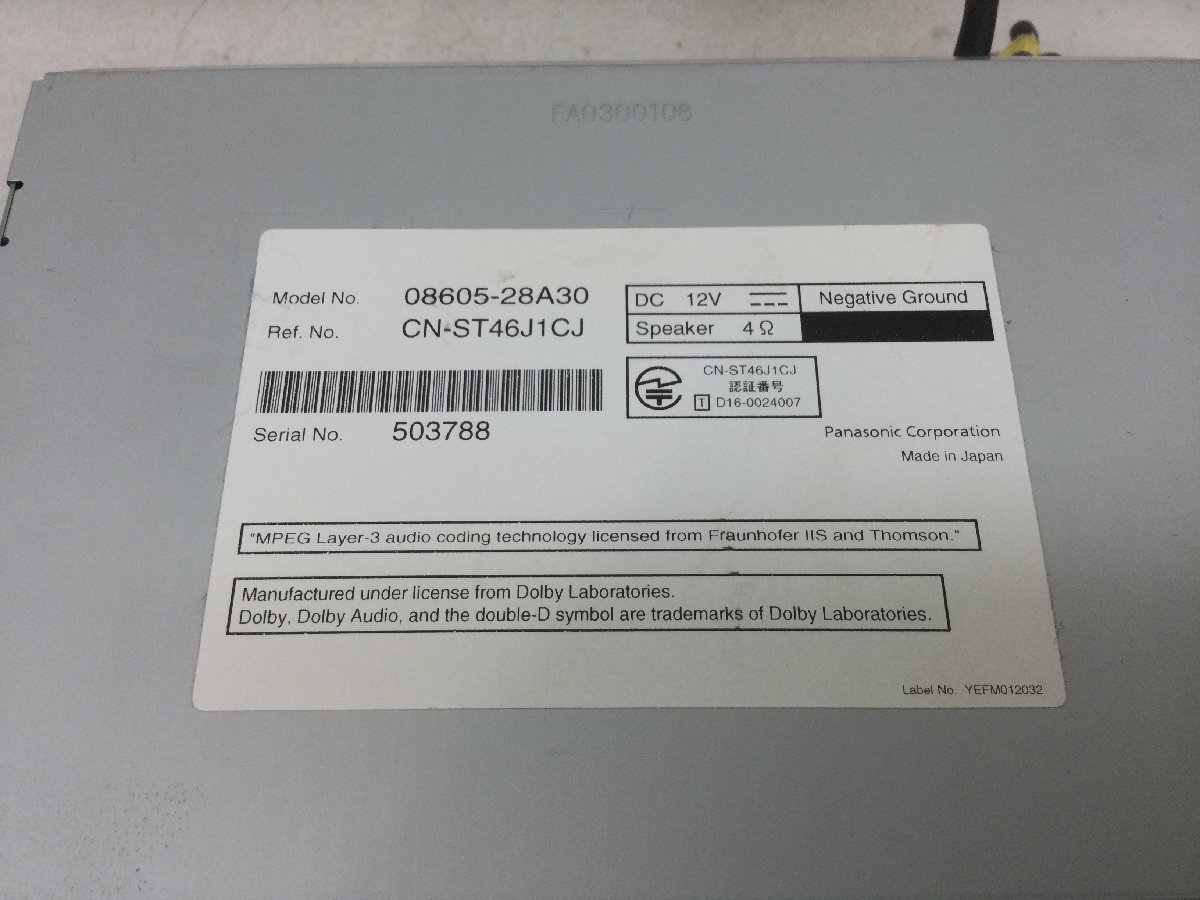 FA0300108
Model No. 08605-28A30
Ref. No. CN-ST46J1CJ
DC 12V Negative Ground
Speaker 4 Ω
CN-ST46J1CJ
認証番号
T D16-0024007
Serial No. 503788
Panasonic Corporation
Made in Japan
"MPEG Layer-3 audio coding technology licensed from Fraunhofer IIS and Thomson."
Manufactured under license from Dolby Laboratories.
Dolby, Dolby Audio, and the double-D symbol are trademarks of Dolby Laboratories.
Label No. YEFM012032